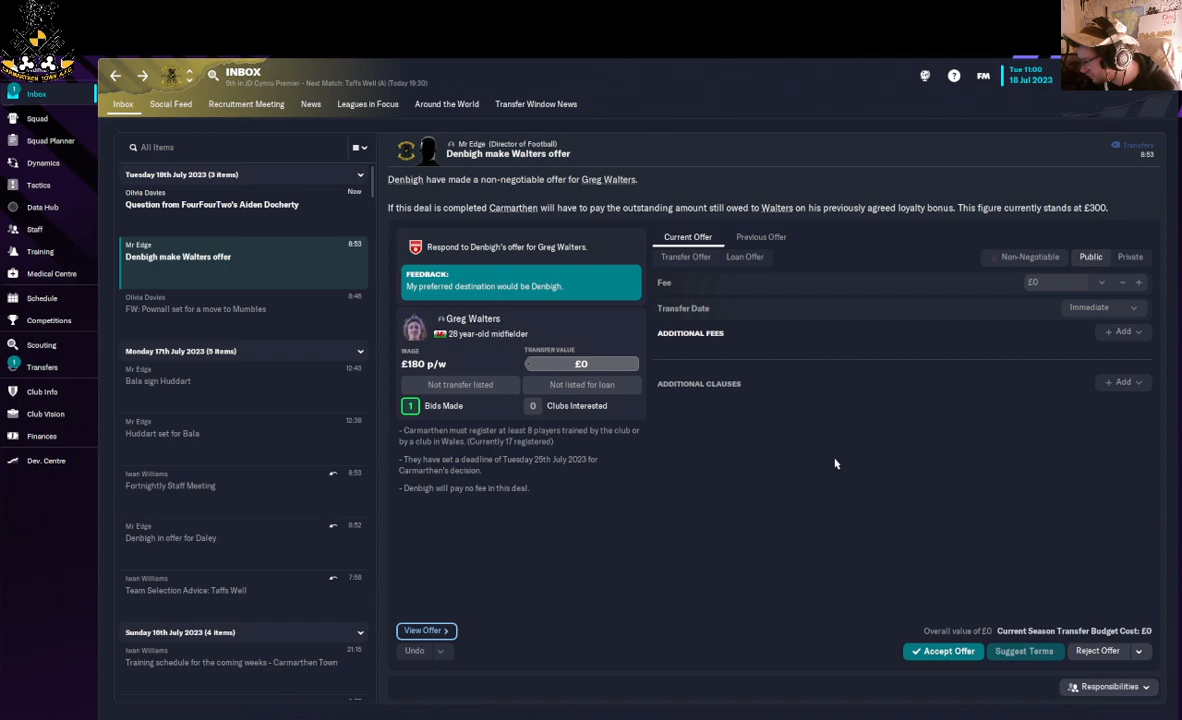 CARMARTHEN TOWN A.F.C.
INBOX
5th in JD Cymru Premier - Next Match: Taffs Well (A) (Today 19:30)
FM
Tue 11:00
18 Jul 2023
1
Inbox
Squad
Squad Planner
Dynamics
Tactics
Data Hub
Staff
Training
Medical Centre
Schedule
Competitions
Scouting
1
Transfers
Club Info
Club Vision
Finances
Dev. Centre
Inbox
Social Feed
Recruitment Meeting
News
Leagues in Focus
Around the World
Transfer Window News
All Items
Tuesday 18th July 2023 (3 items)
Olivia Davies
Now
Question from FourFourTwo's Aiden Docherty
Mr Edge
8:53
Denbigh make Walters offer
Olivia Davies
8:46
FW: Pownall set for a move to Mumbles
Monday 17th July 2023 (5 items)
Mr Edge
12:43
Bala sign Huddart
Mr Edge
12:38
Huddart set for Bala
Iwan Williams
8:53
Fortnightly Staff Meeting
Mr Edge
8:52
Denbigh in offer for Daley
Iwan Williams
7:58
Team Selection Advice: Taffs Well
Sunday 16th July 2023 (4 items)
Iwan Williams
21:15
Training schedule for the coming weeks - Carmarthen Town
Mr Edge (Director of Football)
Denbigh make Walters offer
Transfers
8:53
Denbigh have made a non-negotiable offer for Greg Walters.
If this deal is completed Carmarthen will have to pay the outstanding amount still owed to Walters on his previously agreed loyalty bonus. This figure currently stands at £300.
Respond to Denbigh's offer for Greg Walters.
FEEDBACK:
My preferred destination would be Denbigh.
Greg Walters
28 year-old midfielder
WAGE
£180 p/w
TRANSFER VALUE
£0
Not transfer listed
Not listed for loan
1
Bids Made
0
Clubs Interested
- Carmarthen must register at least 8 players trained by the club or
by a club in Wales. (Currently 17 registered)
- They have set a deadline of Tuesday 25th July 2023 for
Carmarthen's decision.
- Denbigh will pay no fee in this deal.
View Offer
Undo
Current Offer
Previous Offer
Transfer Offer
Loan Offer
Non-Negotiable
Public
Private
Fee
£0
Transfer Date
Immediate
ADDITIONAL FEES
Add
ADDITIONAL CLAUSES
Add
Overall value of £0
Current Season Transfer Budget Cost: £0
Accept Offer
Suggest Terms
Reject Offer
Responsibilities